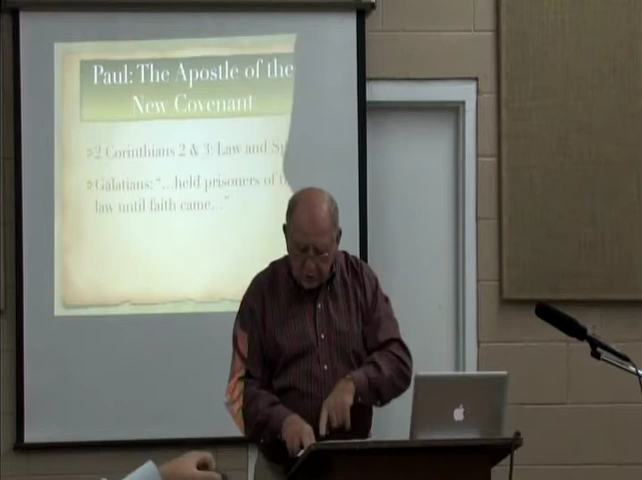 Paul: The Apostle of the
New Covenant
2 Corinthians 2 & 3: Law and
Galatians: "...held prisoners of
law until faith came..."